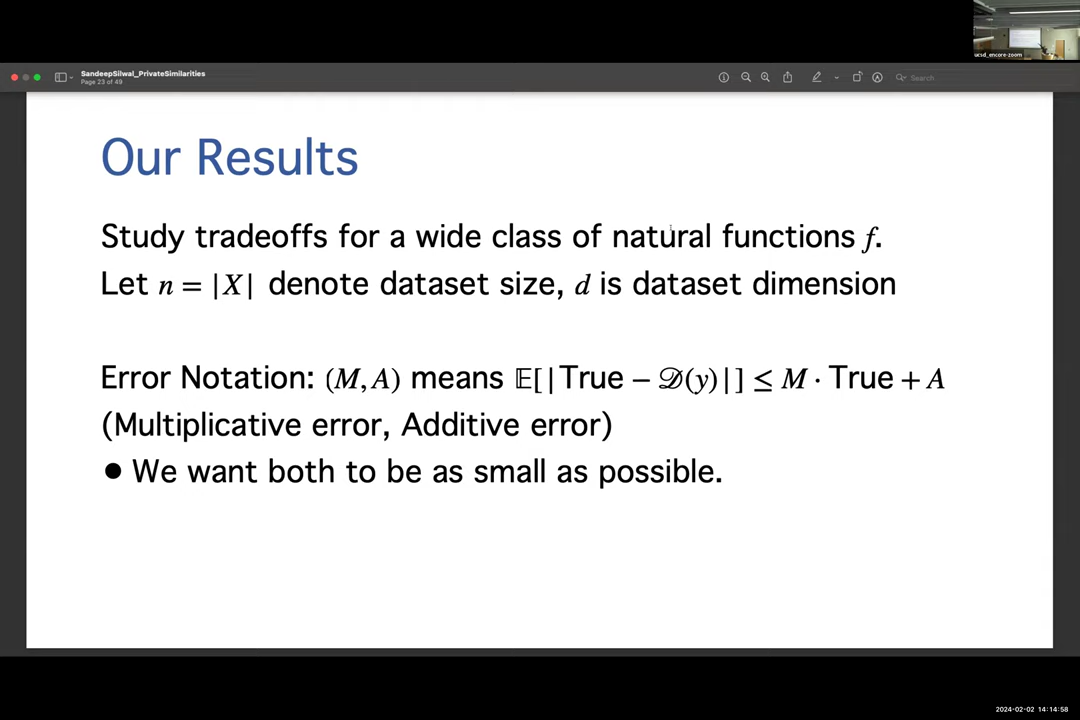 ucsd_encore-zoom
SandeepSilwal_PrivateSimilarities
Page 23 of 49
Search
Our Results
Study tradeoffs for a wide class of natural functions f.
Let n = |X| denote dataset size, d is dataset dimension
Error Notation: (M, A) means 𝔼[|True − 𝒟(y)|] ≤ M · True + A
(Multiplicative error, Additive error)
● We want both to be as small as possible.
2024-02-02 14:14:58